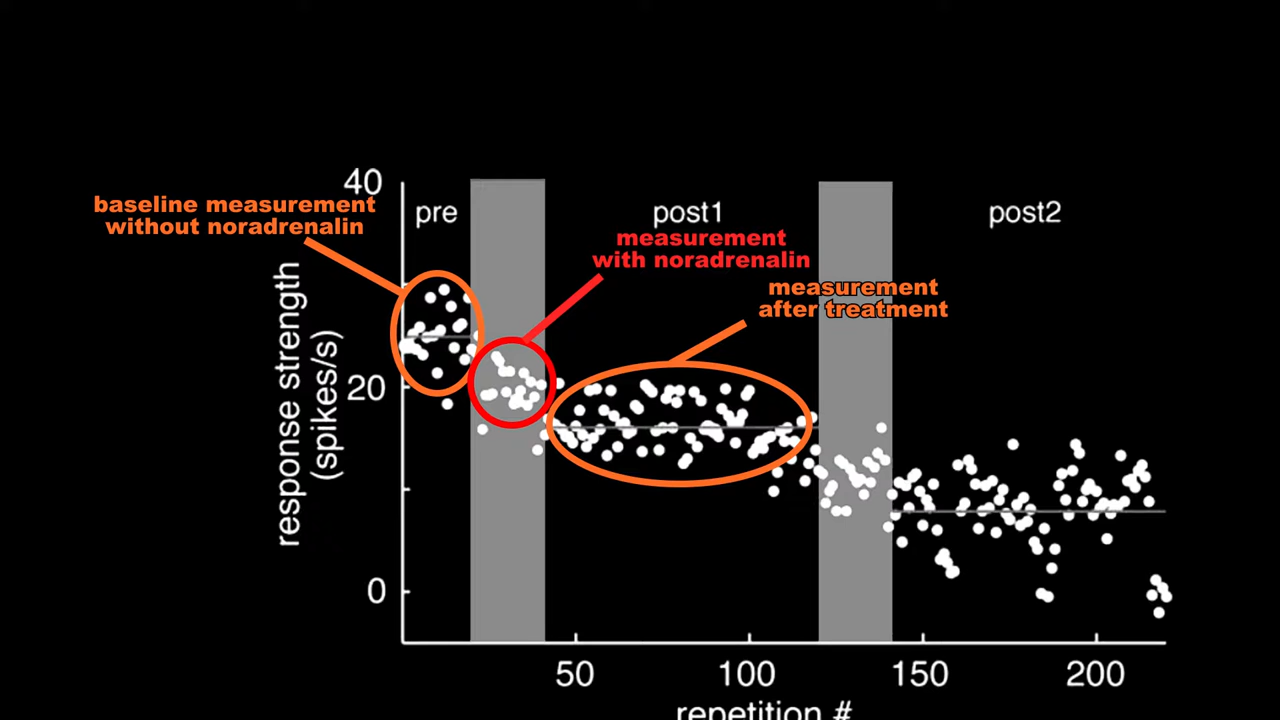 40
baseline measurement
without noradrenalin
pre
post1
post2
measurement
with noradrenalin
measurement
after treatment
response strength
(spikes/s)
20
0
50
100
150
200
repetition #